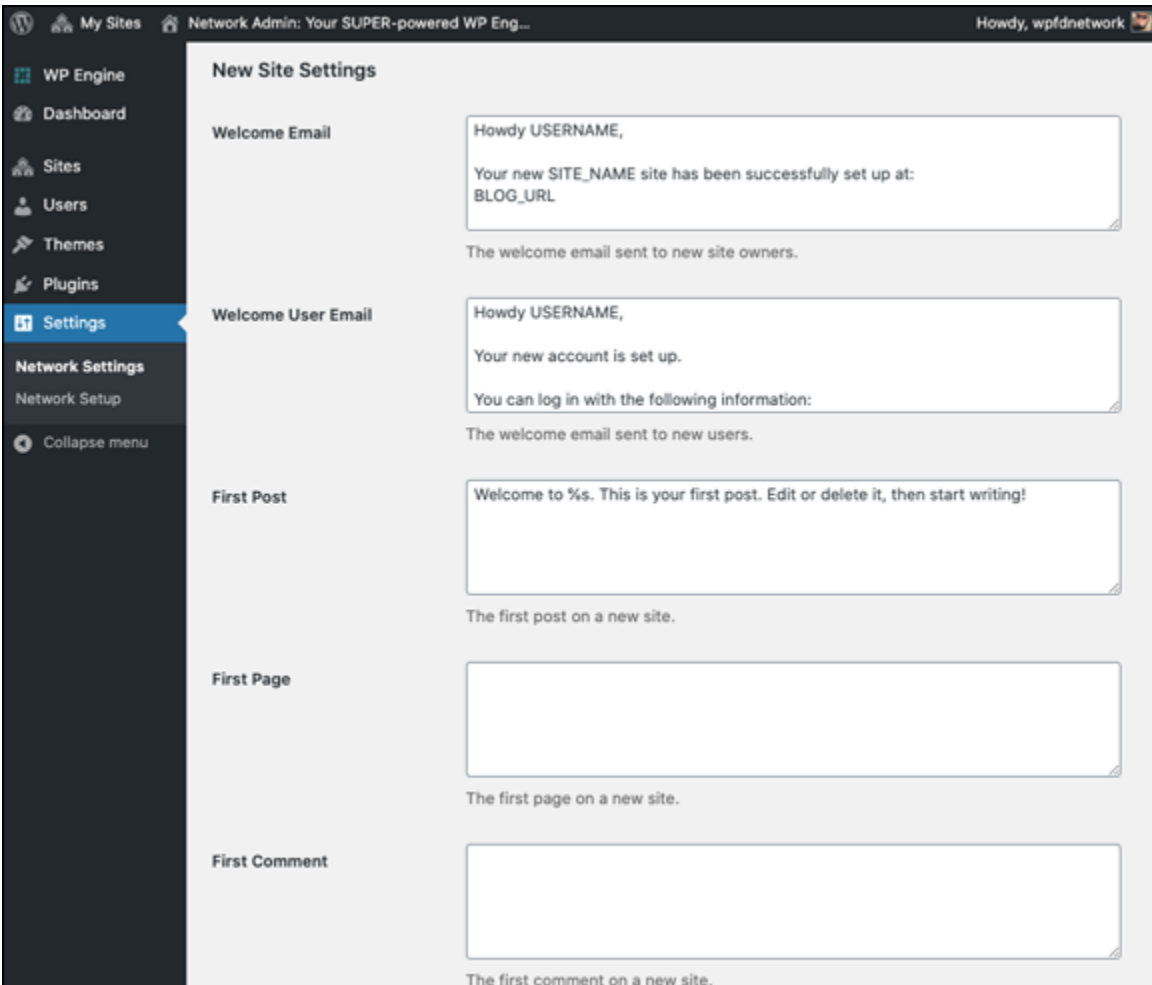 My Sites
Network Admin: Your SUPER-powered WP Eng...
Howdy, wpfdnetwork
WP Engine
Dashboard
Sites
Users
Themes
Plugins
Settings
Network Settings
Network Setup
Collapse menu
New Site Settings
Welcome Email
Howdy USERNAME,
Your new SITE_NAME site has been successfully set up at:
BLOG_URL
The welcome email sent to new site owners.
Welcome User Email
Howdy USERNAME,
Your new account is set up.
You can log in with the following information:
The welcome email sent to new users.
First Post
Welcome to %s. This is your first post. Edit or delete it, then start writing!
The first post on a new site.
First Page
The first page on a new site.
First Comment
The first comment on a new site.